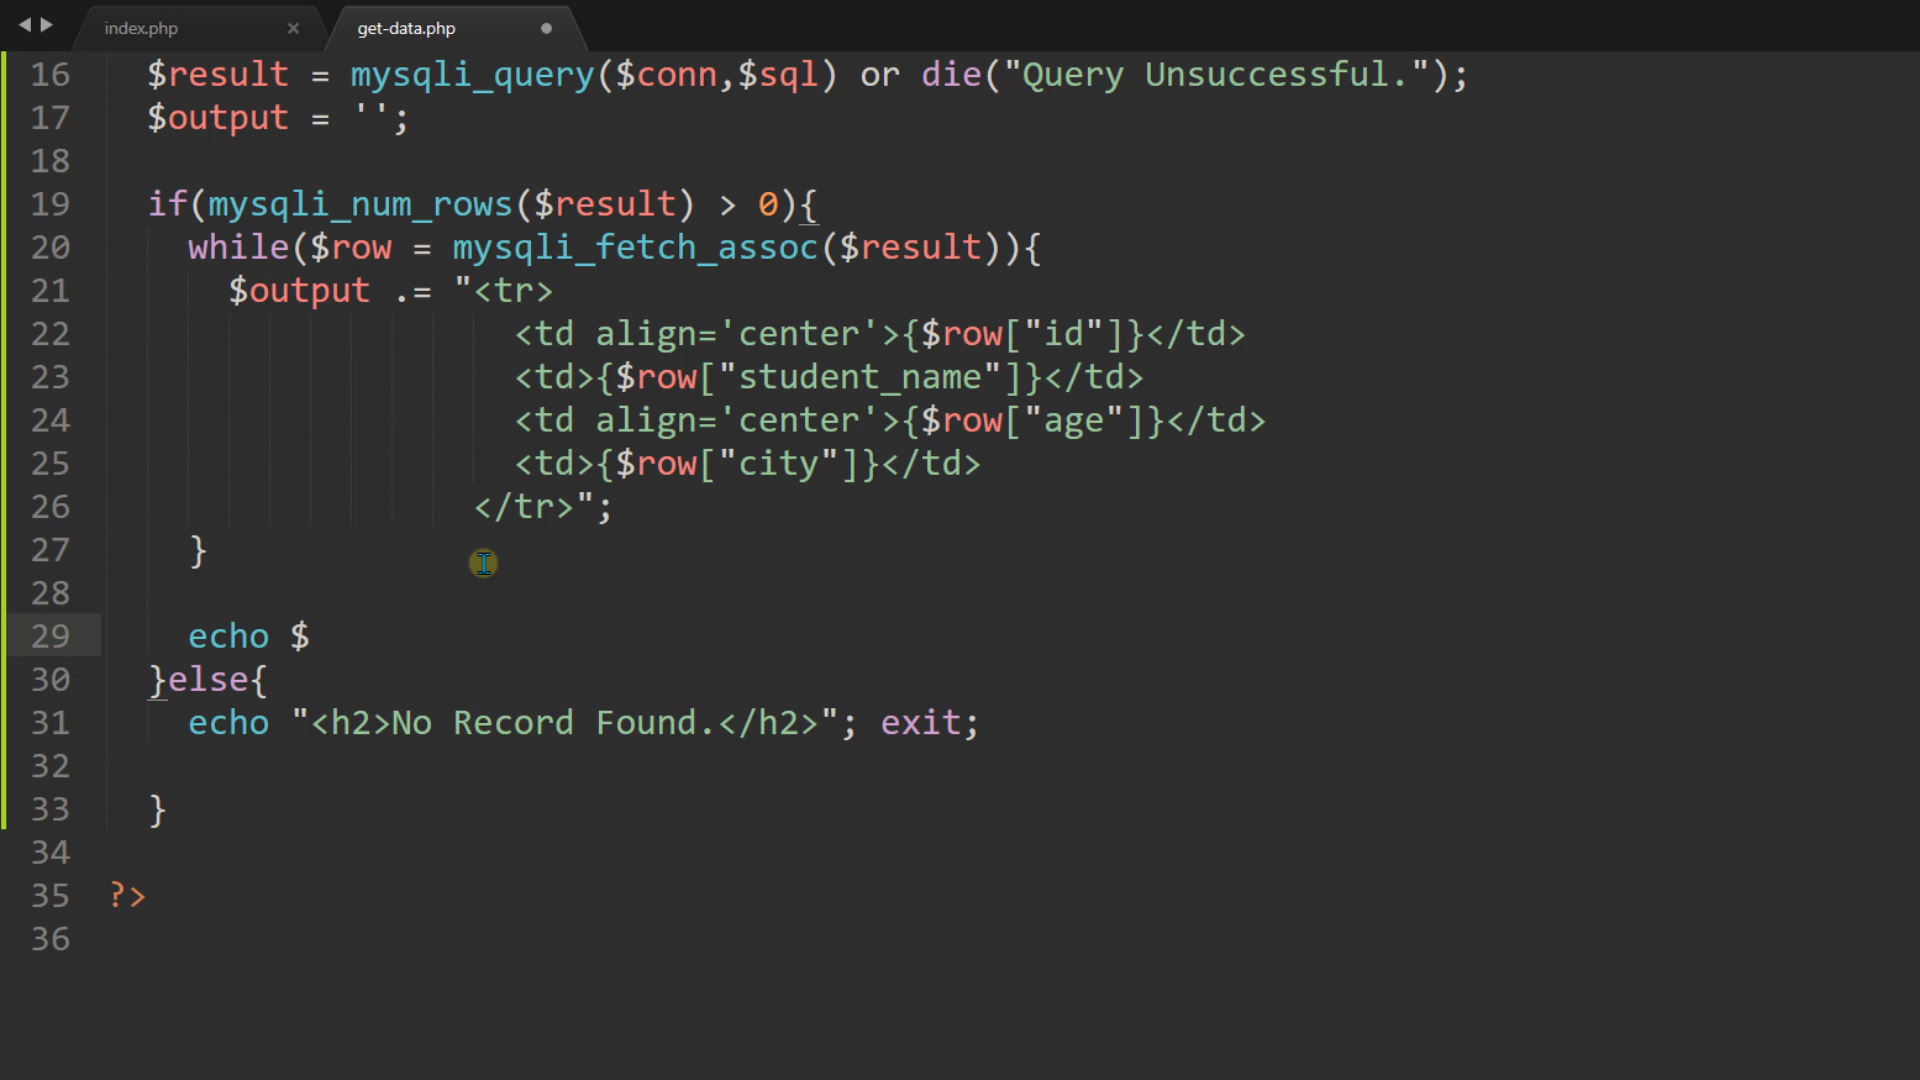 index.php
get-data.php
16 $result = mysqli_query($conn,$sql) or die("Query Unsuccessful.");
17 $output = '';
18
19 if(mysqli_num_rows($result) > 0){
20 while($row = mysqli_fetch_assoc($result)){
21 $output .= "<tr>
22 <td align='center'>{$row["id"]}</td>
23 <td>{$row["student_name"]}</td>
24 <td align='center'>{$row["age"]}</td>
25 <td>{$row["city"]}</td>
26 </tr>";
27 }
28
29 echo $
30 }else{
31 echo "<h2>No Record Found.</h2>"; exit;
32
33 }
34
35 ?>
36